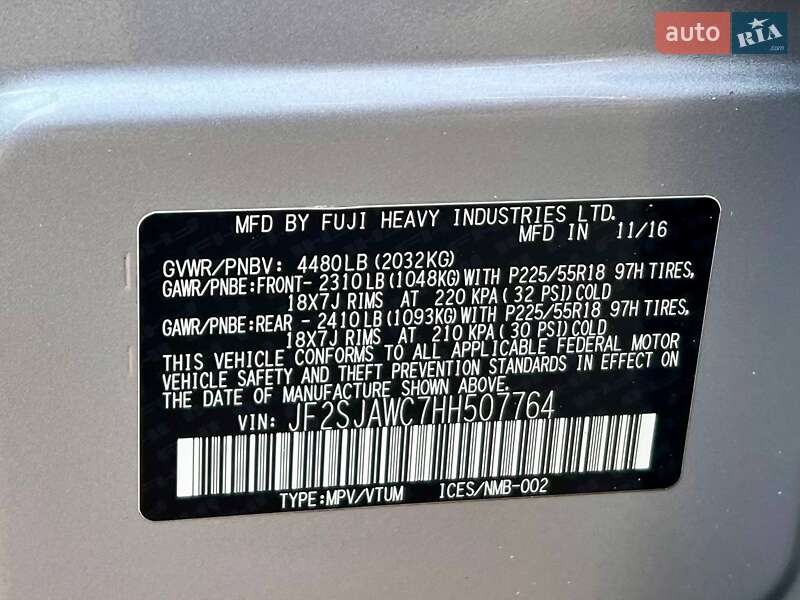 auto RIA.com
MFD BY FUJI HEAVY INDUSTRIES LTD.
MFD IN 11/16
GVWR/PNBV: 4480LB (2032KG)
GAWR/PNBE:FRONT- 2310LB (1048KG) WITH P225/55R18 97H TIRES,
18X7J RIMS AT 220 KPA (32 PSI) COLD
GAWR/PNBE:REAR - 2410LB (1093KG) WITH P225/55R18 97H TIRES,
18X7J RIMS AT 210 KPA (30 PSI) COLD
THIS VEHICLE CONFORMS TO ALL APPLICABLE FEDERAL MOTOR
VEHICLE SAFETY AND THEFT PREVENTION STANDARDS IN EFFECT ON
THE DATE OF MANUFACTURE SHOWN ABOVE.
VIN: JF2SJAWC7HH507764
TYPE:MPV/VTUM ICES/NMB-002